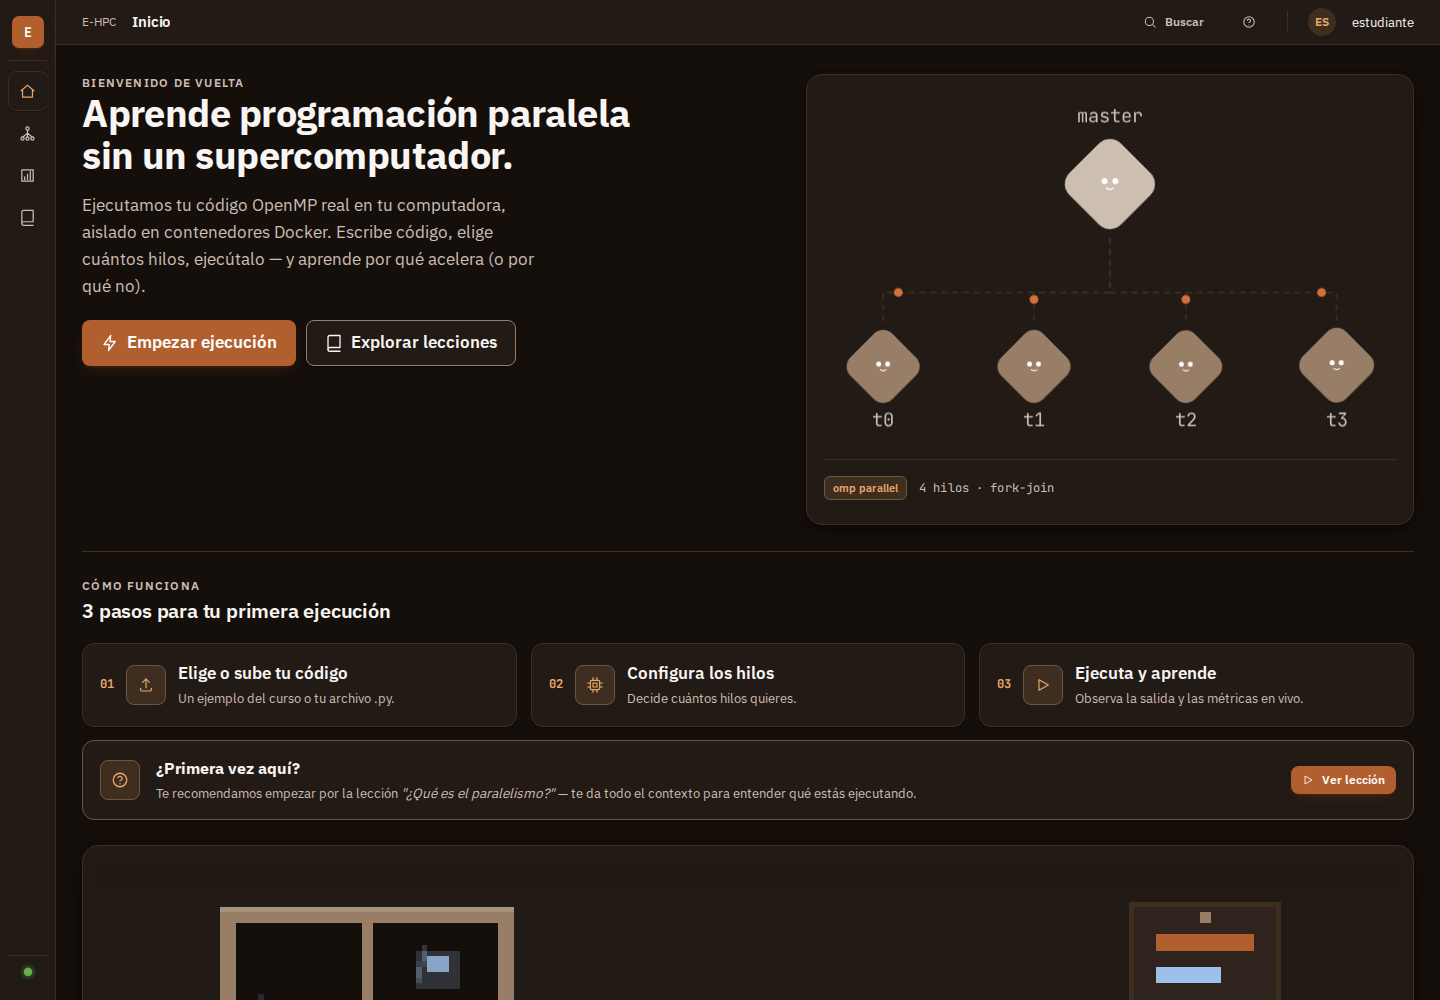 E
E-HPC Inicio
Buscar
ES estudiante
BIENVENIDO DE VUELTA
Aprende programación paralela
sin un supercomputador.
Ejecutamos tu código OpenMP real en tu computadora,
aislado en contenedores Docker. Escribe código, elige
cuántos hilos, ejecútalo — y aprende por qué acelera (o por
qué no).
Empezar ejecución
Explorar lecciones
master
t0 t1 t2 t3
omp parallel 4 hilos · fork-join
CÓMO FUNCIONA
3 pasos para tu primera ejecución
01 Elige o sube tu código
Un ejemplo del curso o tu archivo .py.
02 Configura los hilos
Decide cuántos hilos quieres.
03 Ejecuta y aprende
Observa la salida y las métricas en vivo.
¿Primera vez aquí?
Te recomendamos empezar por la lección "¿Qué es el paralelismo?" — te da todo el contexto para entender qué estás ejecutando.
Ver lección